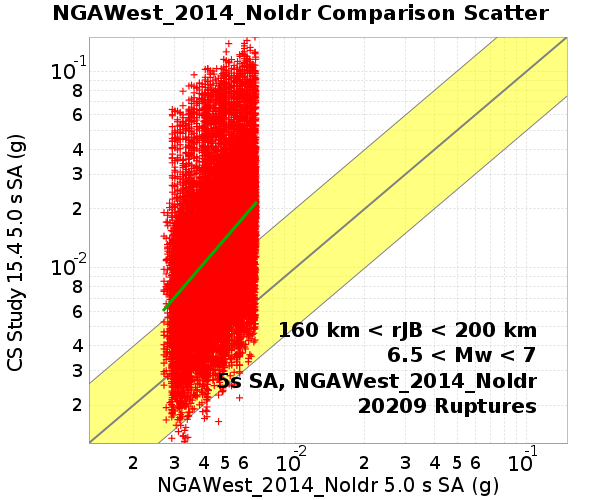 NGAWest_2014_NoIdr Comparison Scatter
10-1
8
6
4
3
2
10-2
8
6
4
3
2
CS Study 15.4 5.0 s SA (g)
160 km < rJB < 200 km
6.5 < Mw < 7
5s SA, NGAWest_2014_NoIdr
20209 Ruptures
2 3 4 5 6 10-2 2 3 4 5 6 10-1
NGAWest_2014_NoIdr 5.0 s SA (g)